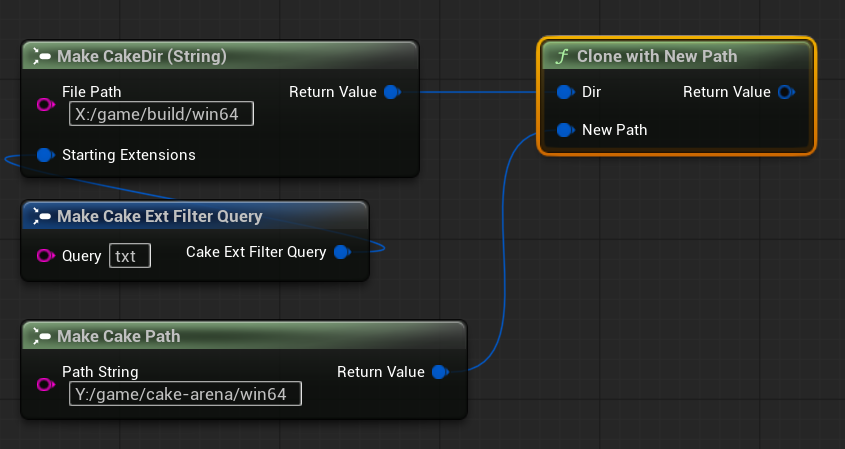 Make CakeDir (String)
File Path
Return Value
X:/game/build/win64
Starting Extensions
Make Cake Ext Filter Query
Query txt
Cake Ext Filter Query
Make Cake Path
Path String
Return Value
Y:/game/cake-arena/win64
Clone with New Path
Dir
Return Value
New Path